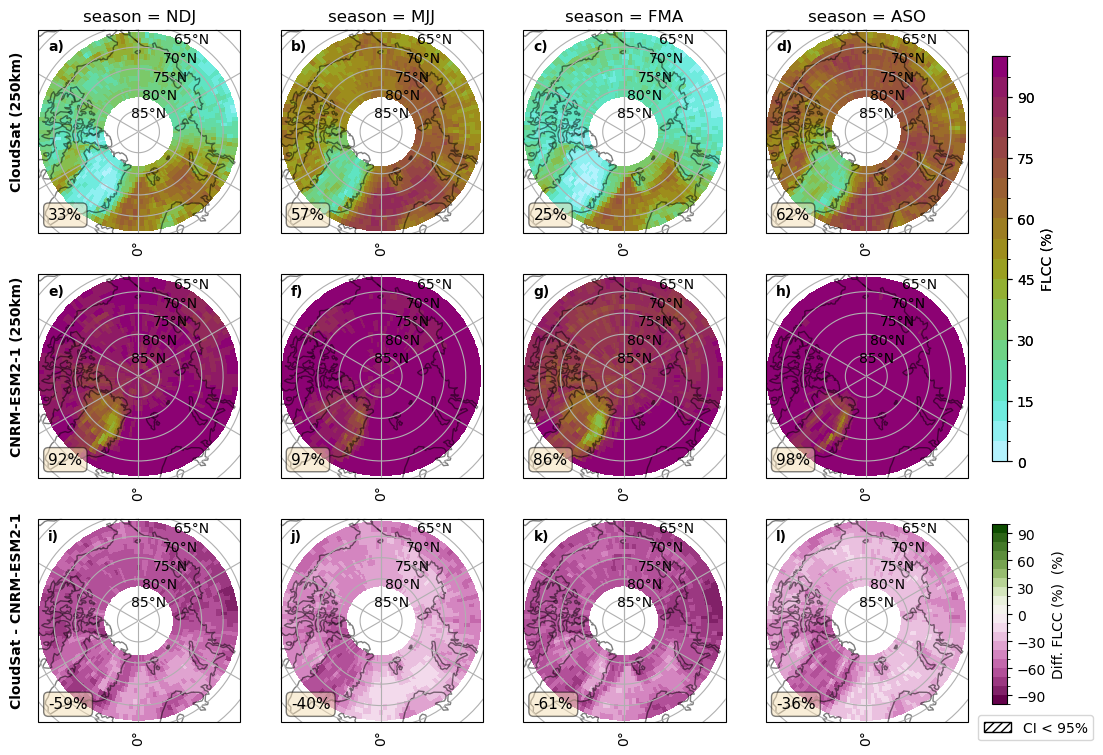 season = NDJ
season = MJJ
season = FMA
season = ASO
CloudSat (250km)
a)
65°N
70°N
75°N
80°N
85°N
33%
0°
b)
65°N
70°N
75°N
80°N
85°N
57%
0°
c)
65°N
70°N
75°N
80°N
85°N
25%
0°
d)
65°N
70°N
75°N
80°N
85°N
62%
0°
90
75
60
45
30
15
0
FLCC (%)
CNRM-ESM2-1 (250km)
e)
65°N
70°N
75°N
80°N
85°N
92%
0°
f)
65°N
70°N
75°N
80°N
85°N
97%
0°
g)
65°N
70°N
75°N
80°N
85°N
86%
0°
h)
65°N
70°N
75°N
80°N
85°N
98%
0°
CloudSat - CNRM-ESM2-1
i)
65°N
70°N
75°N
80°N
85°N
-59%
0°
j)
65°N
70°N
75°N
80°N
85°N
-40%
0°
k)
65°N
70°N
75°N
80°N
85°N
-61%
0°
l)
65°N
70°N
75°N
80°N
85°N
-36%
0°
90
60
30
0
−30
−60
−90
Diff. FLCC (%) (%)
CI < 95%